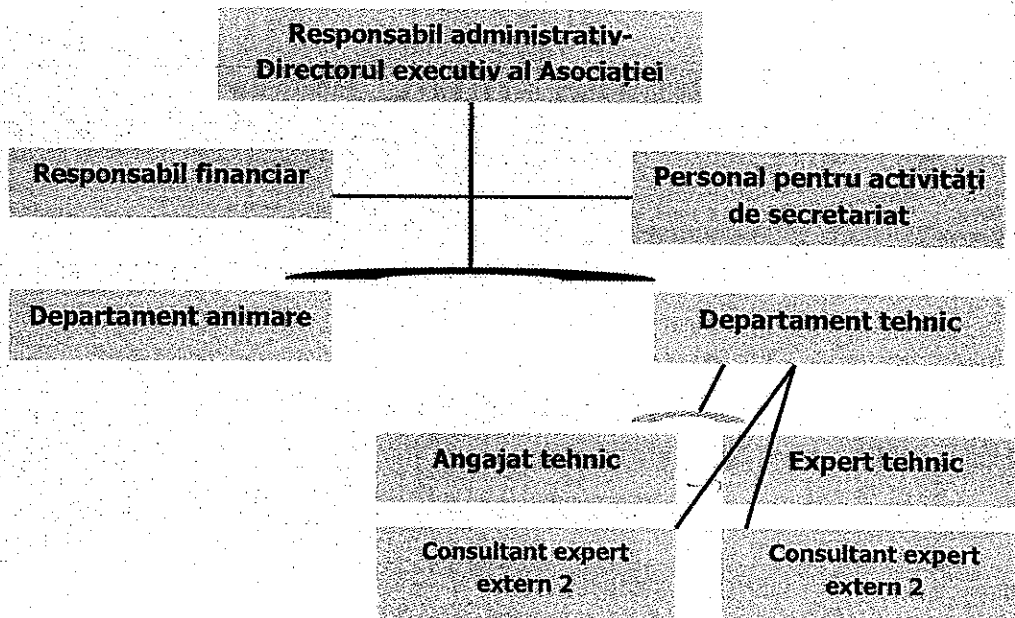 Responsabil administrativ-
Directorul executiv al Asociației
Responsabil financiar
Personal pentru activități
de secretariat
Departament animare
Departament tehnic
Angajat tehnic
Expert tehnic
Consultant expert
extern 2
Consultant expert
extern 2